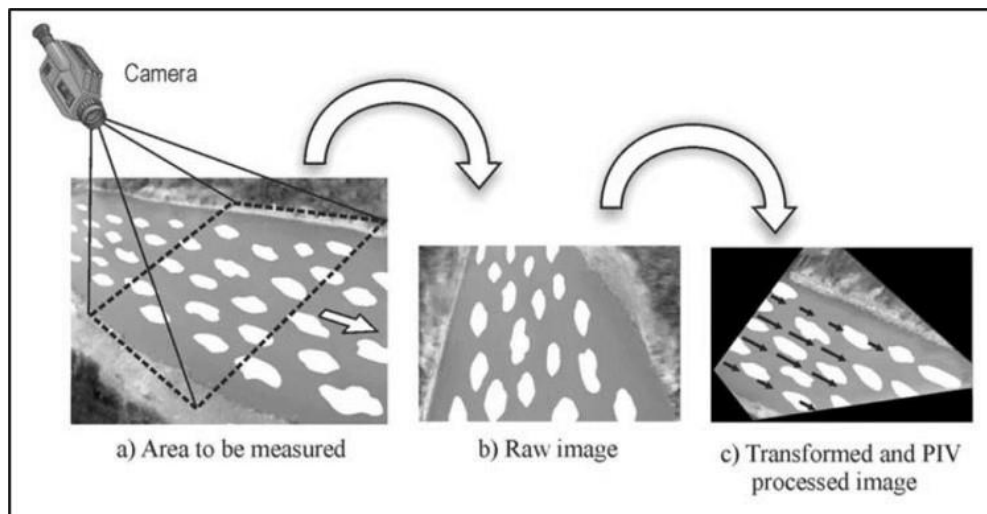 Camera
a) Area to be measured
b) Raw image
c) Transformed and PIV
processed image